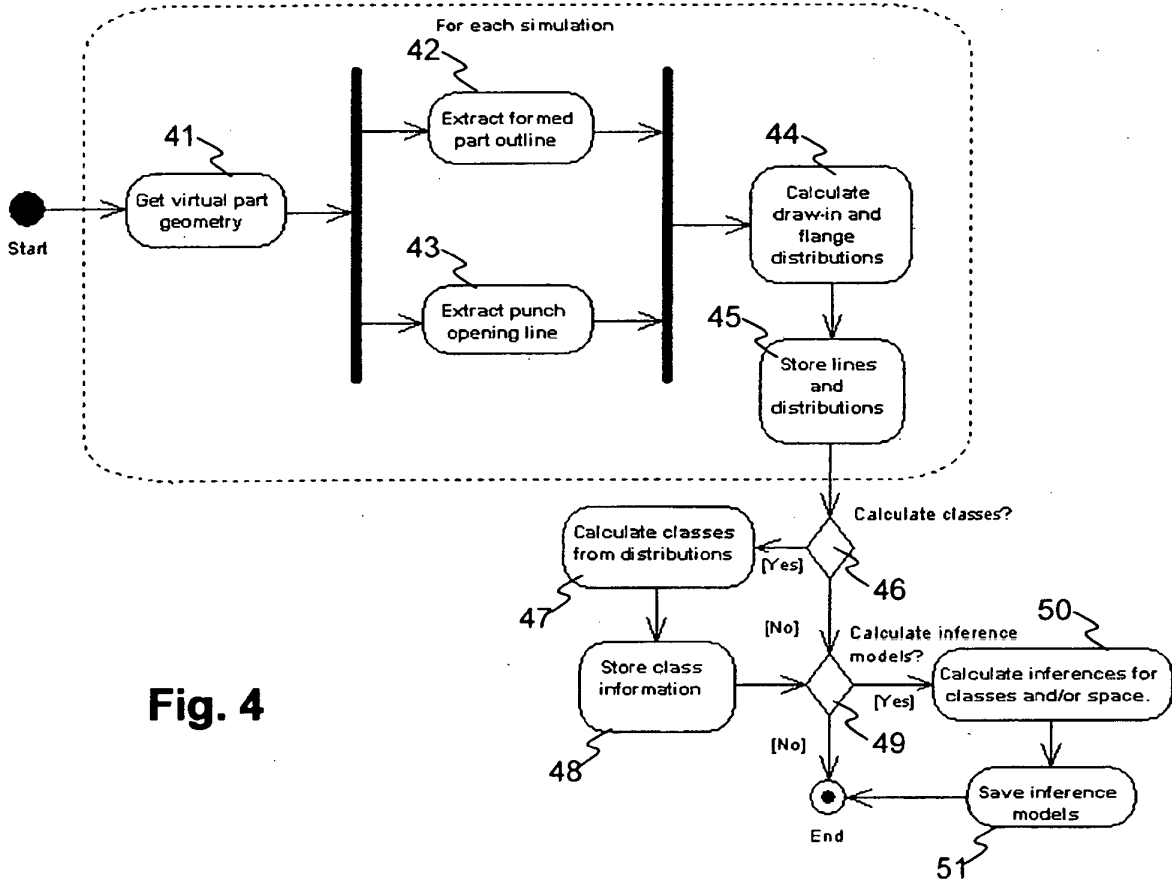 For each simulation
42
Extract formed
part outline
41
Get virtual part
geometry
Start
43
Extract punch
opening line
44
Calculate
draw-in and
flange
distributions
45
Store lines
and
distributions
Calculate classes?
46
[Yes]
Calculate classes
from distributions
47
[No]
Calculate inference
models?
49
Store class
information
48
[Yes]
50
Calculate inferences for
classes and/or space.
[No]
Save inference
models
51
End
Fig. 4